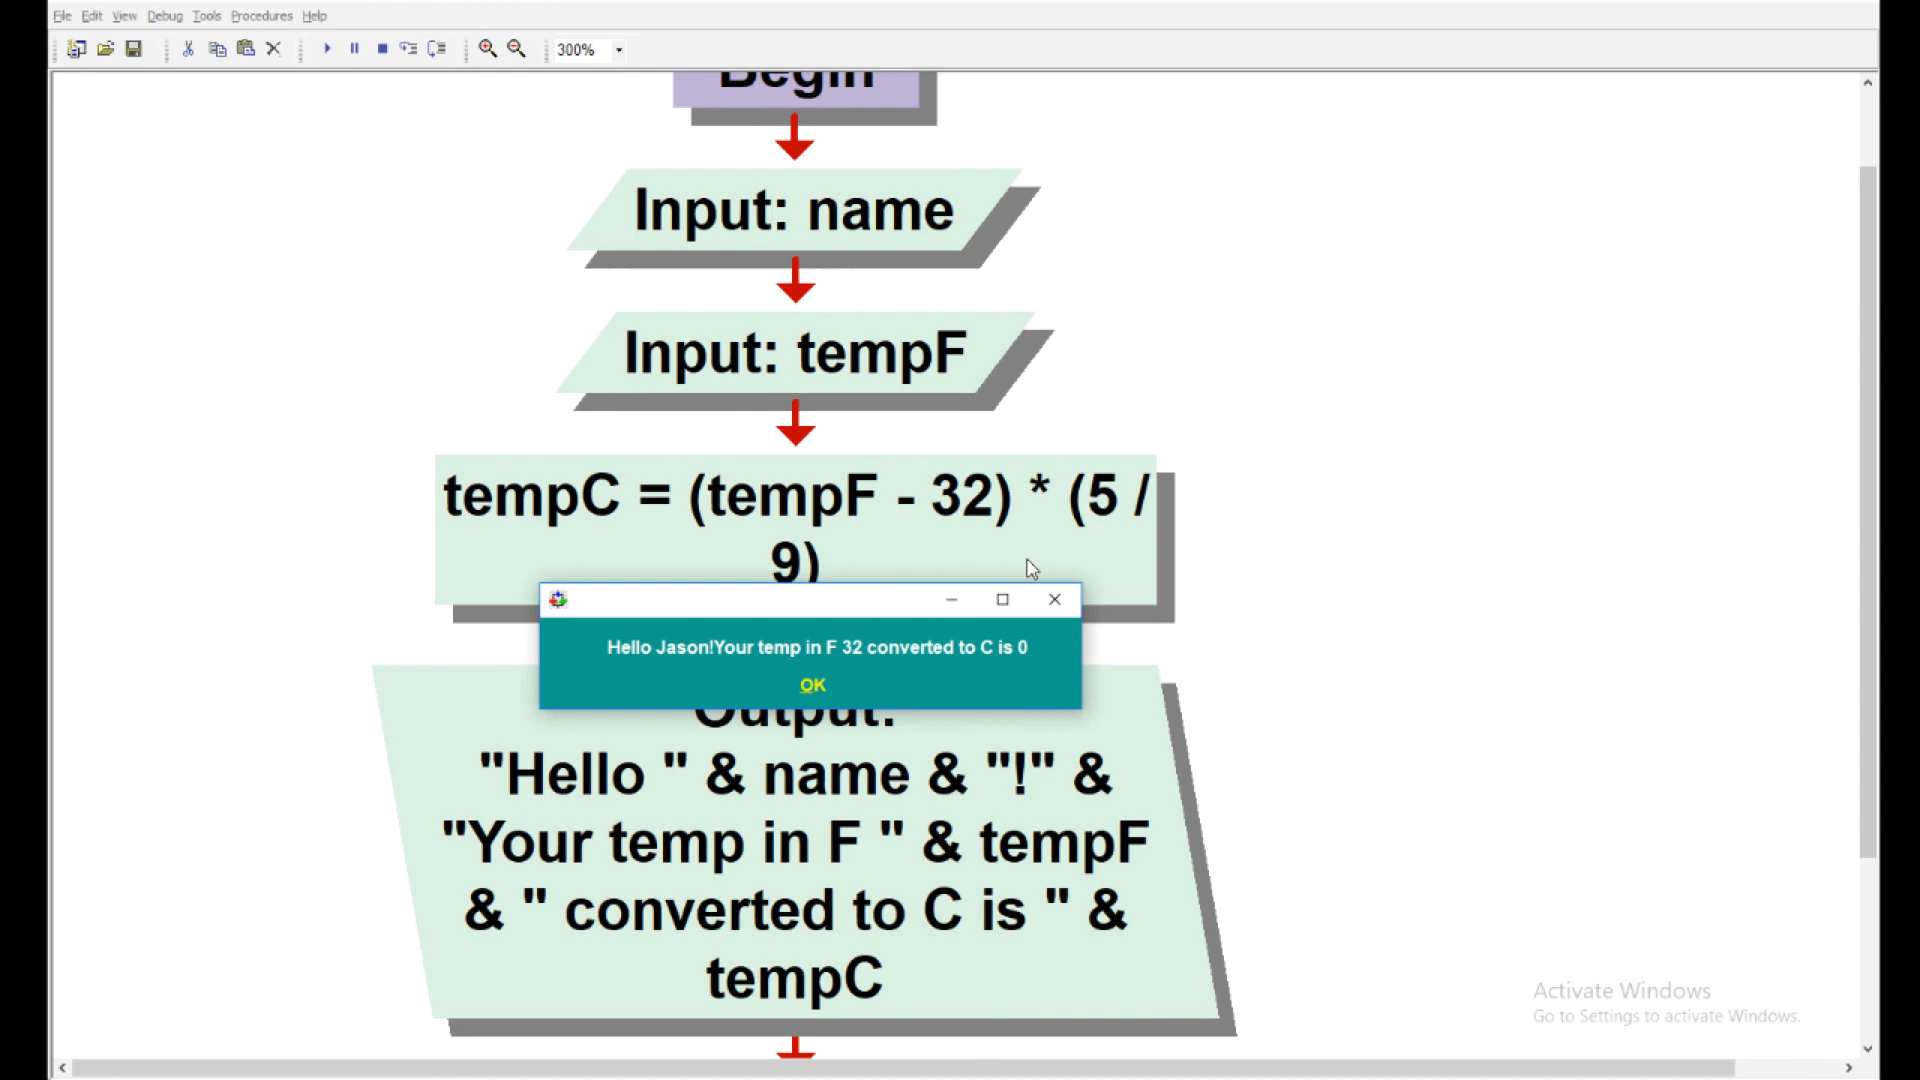 File Edit View Debug Tools Procedures Help
300%
Begin
Input: name
Input: tempF
tempC = (tempF - 32) * (5 /
9)
Hello Jason!Your temp in F 32 converted to C is 0
OK
Output:
"Hello " & name & "!" &
"Your temp in F " & tempF
& " converted to C is " &
tempC
Activate Windows
Go to Settings to activate Windows.